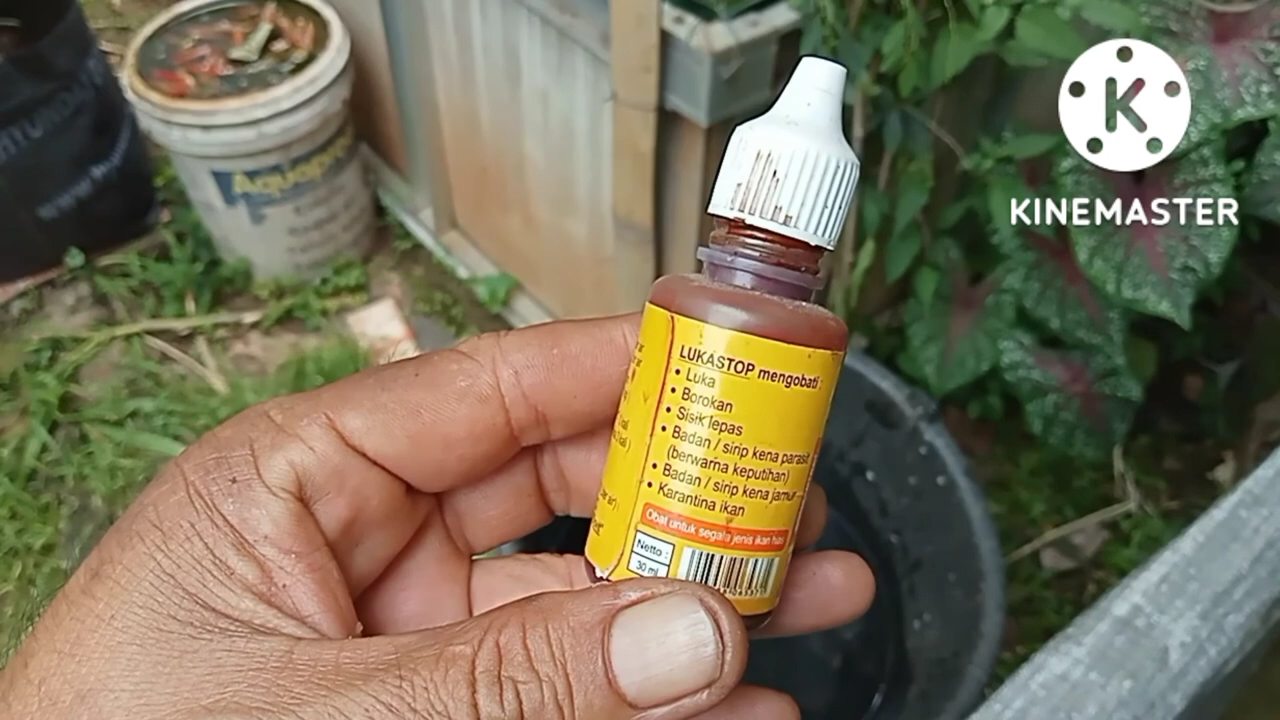 Aquaproof
KINEMASTER
LUKASTOP mengobati :
• Luka
• Borokan
• Sisik lepas
• Badan / sirip kena parasit
(berwarna keputihan)
• Badan / sirip kena jamur
• Karantina ikan
Obat untuk segala jenis ikan hias
Netto :
30 ml